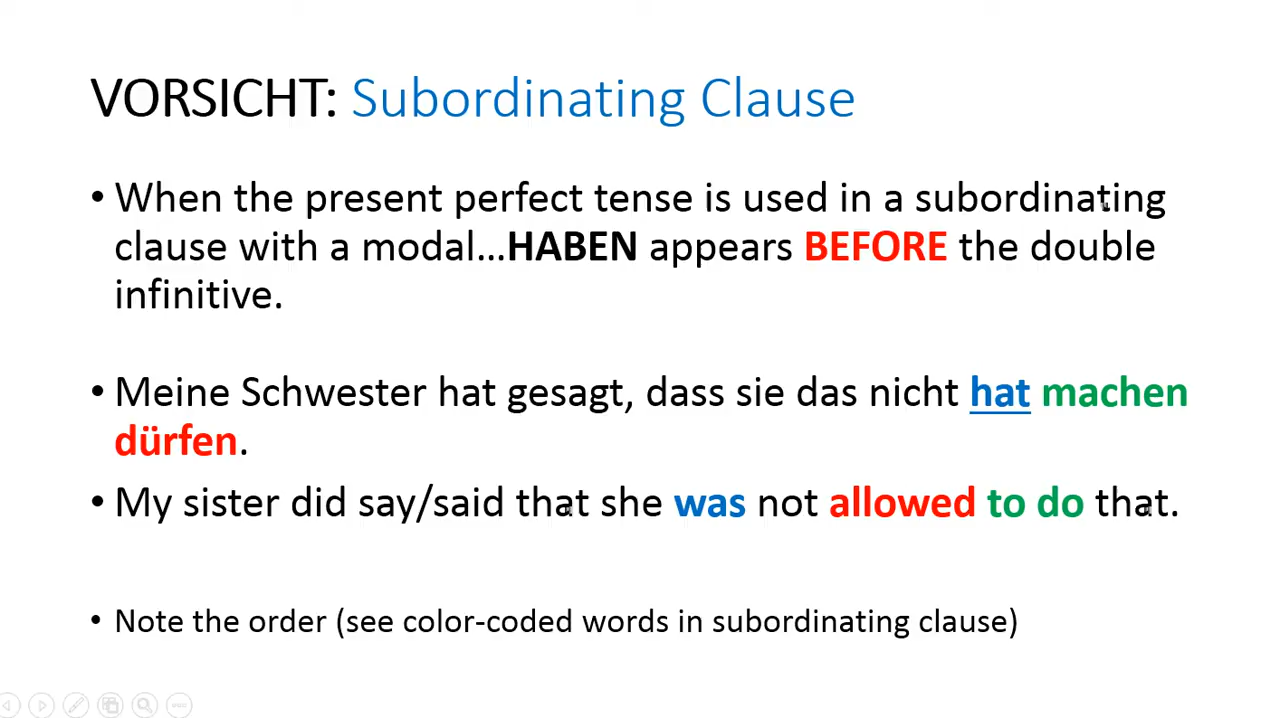 VORSICHT: Subordinating Clause
• When the present perfect tense is used in a subordinating
clause with a modal...HABEN appears BEFORE the double
infinitive.
• Meine Schwester hat gesagt, dass sie das nicht hat machen
dürfen.
• My sister did say/said that she was not allowed to do that.
• Note the order (see color-coded words in subordinating clause)